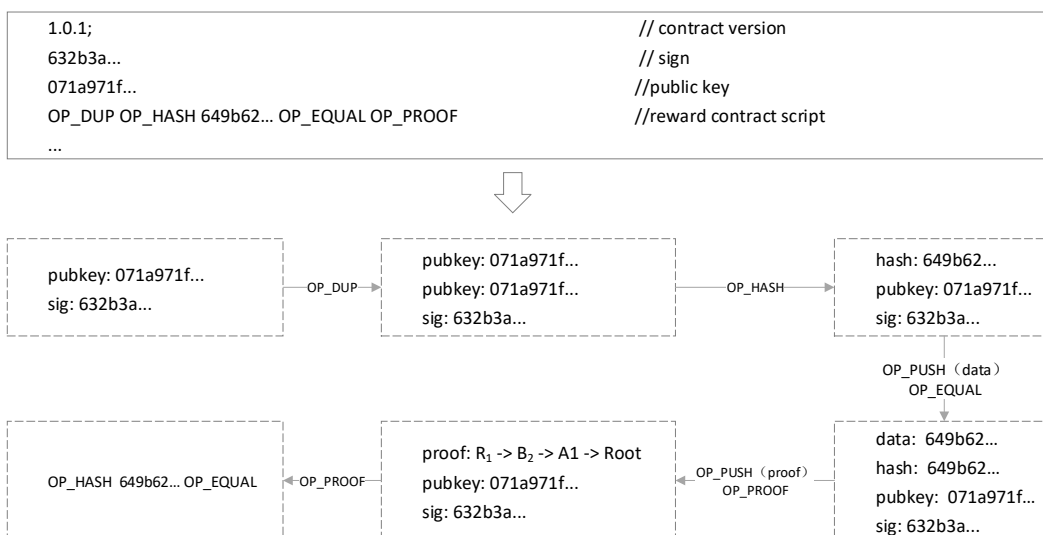 1.0.1; // contract version
632b3a... // sign
071a971f... //public key
OP_DUP OP_HASH 649b62... OP_EQUAL OP_PROOF //reward contract script
...
pubkey: 071a971f...
sig: 632b3a...
OP_DUP
pubkey: 071a971f...
pubkey: 071a971f...
sig: 632b3a...
OP_HASH
hash: 649b62...
pubkey: 071a971f...
sig: 632b3a...
OP_PUSH（data）
OP_EQUAL
data: 649b62...
hash: 649b62...
pubkey: 071a971f...
sig: 632b3a...
OP_PUSH（proof）
OP_PROOF
proof: R₁ -> B₂ -> A1 -> Root
pubkey: 071a971f...
sig: 632b3a...
OP_PROOF
OP_HASH 649b62... OP_EQUAL